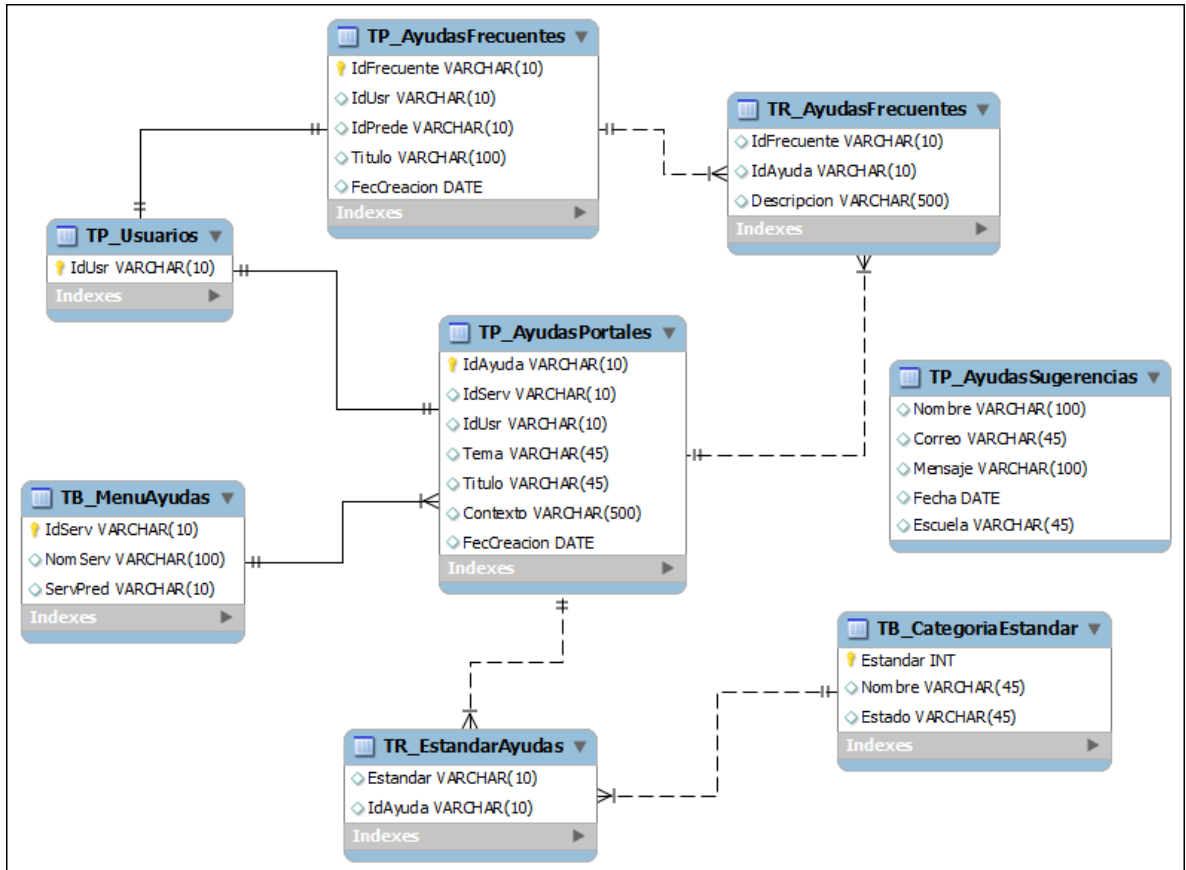 TP_AyudasFrecuentes
IdFrecuente VARCHAR(10)
IdUsr VARCHAR(10)
IdPrede VARCHAR(10)
Titulo VARCHAR(100)
FecCreacion DATE
Indexes
TR_AyudasFrecuentes
IdFrecuente VARCHAR(10)
IdAyuda VARCHAR(10)
Descripcion VARCHAR(500)
Indexes
TP_Usuarios
IdUsr VARCHAR(10)
Indexes
TP_AyudasPortales
IdAyuda VARCHAR(10)
IdServ VARCHAR(10)
IdUsr VARCHAR(10)
Tema VARCHAR(45)
Titulo VARCHAR(45)
Contexto VARCHAR(500)
FecCreacion DATE
Indexes
TP_AyudasSugerencias
Nombre VARCHAR(100)
Correo VARCHAR(45)
Mensaje VARCHAR(100)
Fecha DATE
Escuela VARCHAR(45)
Indexes
TB_MenuAyudas
IdServ VARCHAR(10)
NomServ VARCHAR(100)
ServPred VARCHAR(10)
Indexes
TB_CategoriaEstandar
Estandar INT
Nombre VARCHAR(45)
Estado VARCHAR(45)
Indexes
TR_EstandarAyudas
Estandar VARCHAR(10)
IdAyuda VARCHAR(10)
Indexes